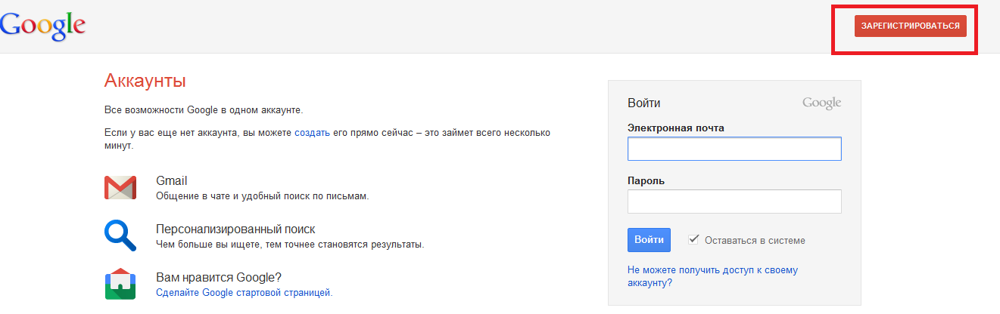 Google
ЗАРЕГИСТРИРОВАТЬСЯ
Аккаунты
Все возможности Google в одном аккаунте.
Если у вас еще нет аккаунта, вы можете создать его прямо сейчас – это займет всего несколько
минут.
Gmail
Общение в чате и удобный поиск по письмам.
Персонализированный поиск
Чем больше вы ищете, тем точнее становятся результаты.
Вам нравится Google?
Сделайте Google стартовой страницей.
Войти
Google
Электронная почта
Пароль
Войти
Оставаться в системе
Не можете получить доступ к своему
аккаунту?